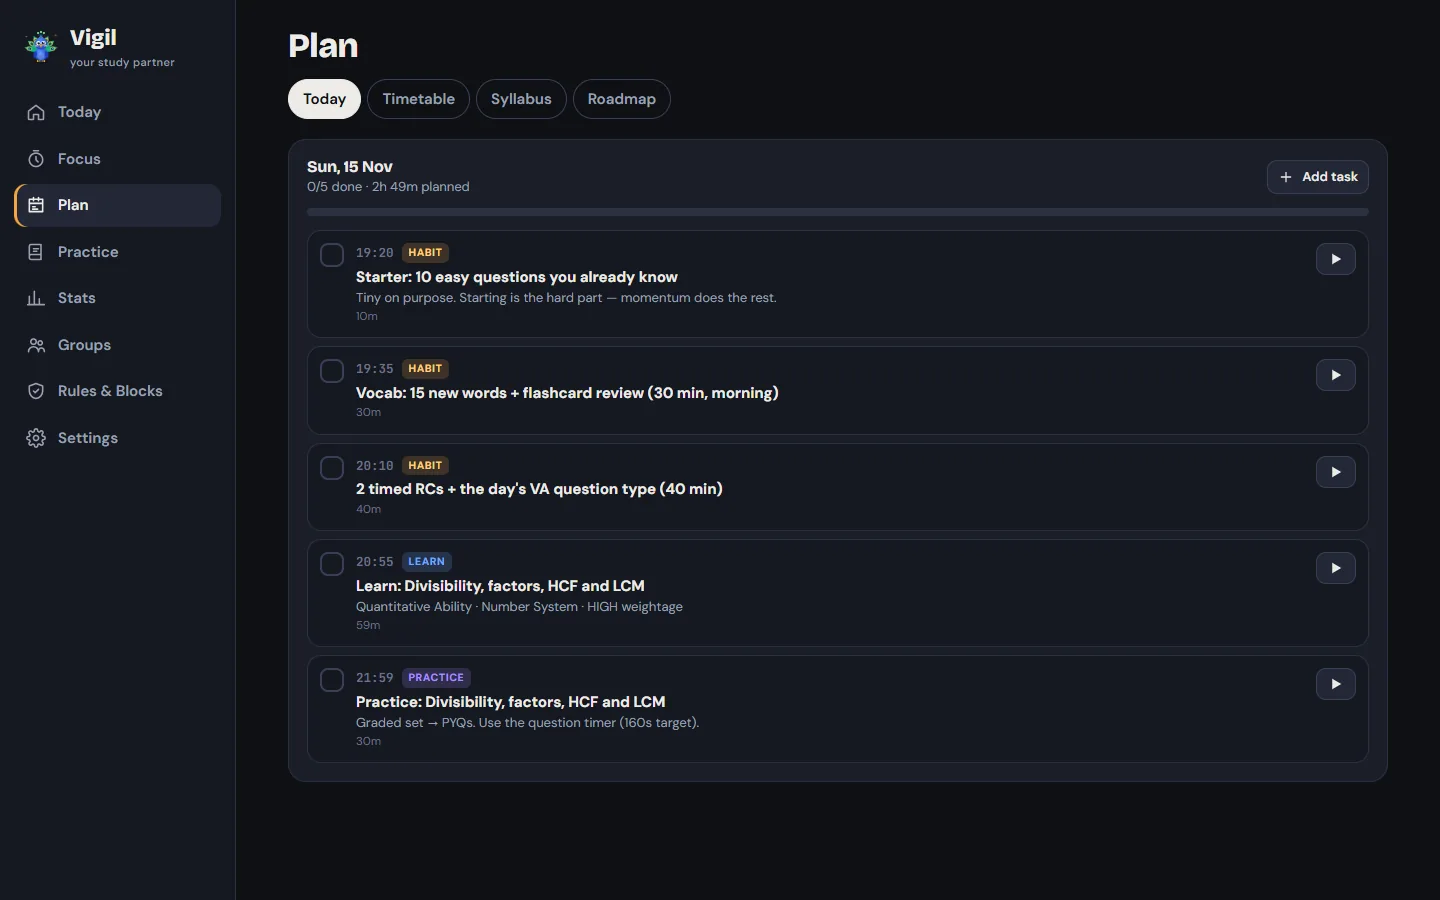 Vigil
your study partner
Today
Focus
Plan
Practice
Stats
Groups
Rules & Blocks
Settings
Plan
Today
Timetable
Syllabus
Roadmap
Sun, 15 Nov
0/5 done · 2h 49m planned
+ Add task
19:20 HABIT
Starter: 10 easy questions you already know
Tiny on purpose. Starting is the hard part — momentum does the rest.
10m
19:35 HABIT
Vocab: 15 new words + flashcard review (30 min, morning)
30m
20:10 HABIT
2 timed RCs + the day's VA question type (40 min)
40m
20:55 LEARN
Learn: Divisibility, factors, HCF and LCM
Quantitative Ability · Number System · HIGH weightage
59m
21:59 PRACTICE
Practice: Divisibility, factors, HCF and LCM
Graded set → PYQs. Use the question timer (160s target).
30m